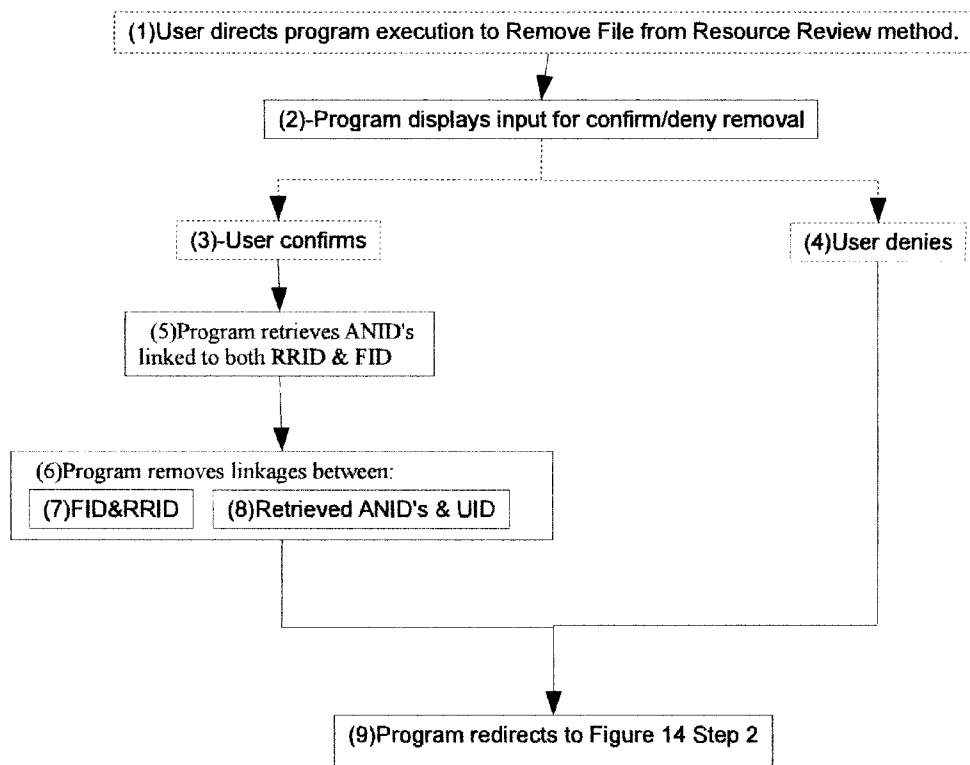 (1)User directs program execution to Remove File from Resource Review method.
(2)-Program displays input for confirm/deny removal
(3)-User confirms
(4)User denies
(5)Program retrieves ANID's
linked to both RRID & FID
(6)Program removes linkages between:
(7)FID&RRID
(8)Retrieved ANID's & UID
(9)Program redirects to Figure 14 Step 2